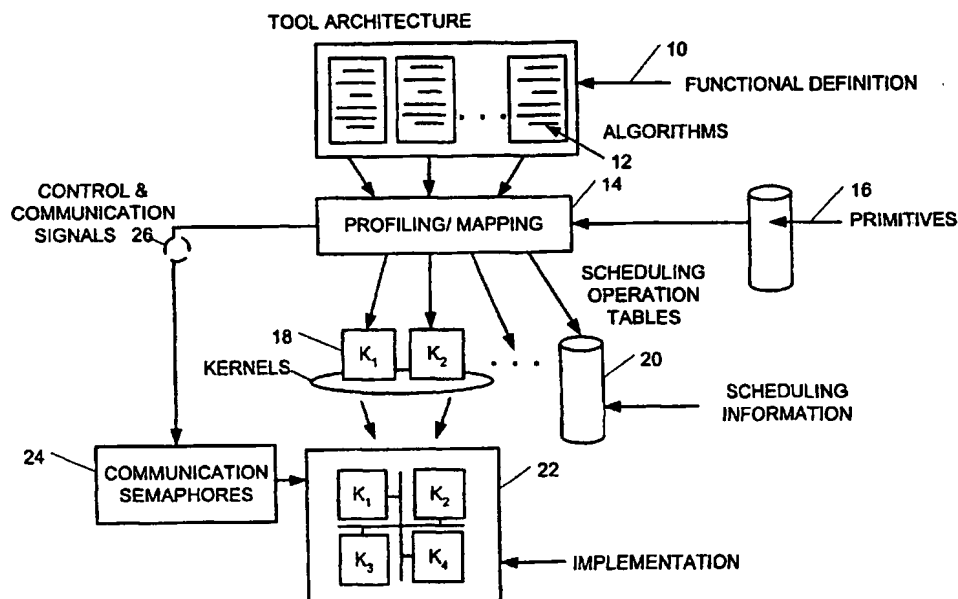 TOOL ARCHITECTURE
10
FUNCTIONAL DEFINITION
. . .
ALGORITHMS
12
14
CONTROL &
COMMUNICATION
SIGNALS 26
PROFILING/ MAPPING
16
PRIMITIVES
SCHEDULING
OPERATION
TABLES
18
K1
K2
. . .
20
KERNELS
SCHEDULING
INFORMATION
24
COMMUNICATION
SEMAPHORES
22
K1
K2
K3
K4
IMPLEMENTATION